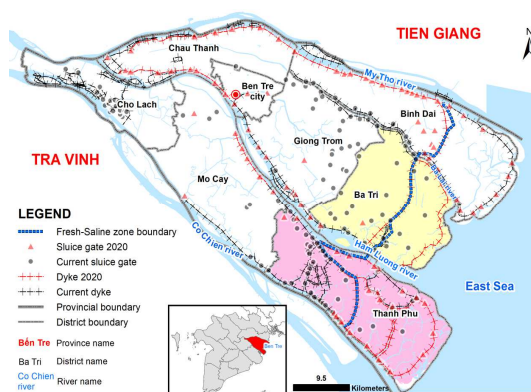 TIEN GIANG
N
Chau Thanh
My Tho river
Ben Tre
city
Cho Lach
Binh Dai
Giong Trom
TRA VINH
Mo Cay
Ba Tri
Co Chien river
Ham Luong river
East Sea
Thanh Phu
LEGEND
Fresh-Saline zone boundary
Sluice gate 2020
Current sluice gate
Dyke 2020
Current dyke
Provincial boundary
District boundary
Bến Tre Province name
Ba Tri District name
Co Chien
river River name
Ben Tre
9.5
Kilometers